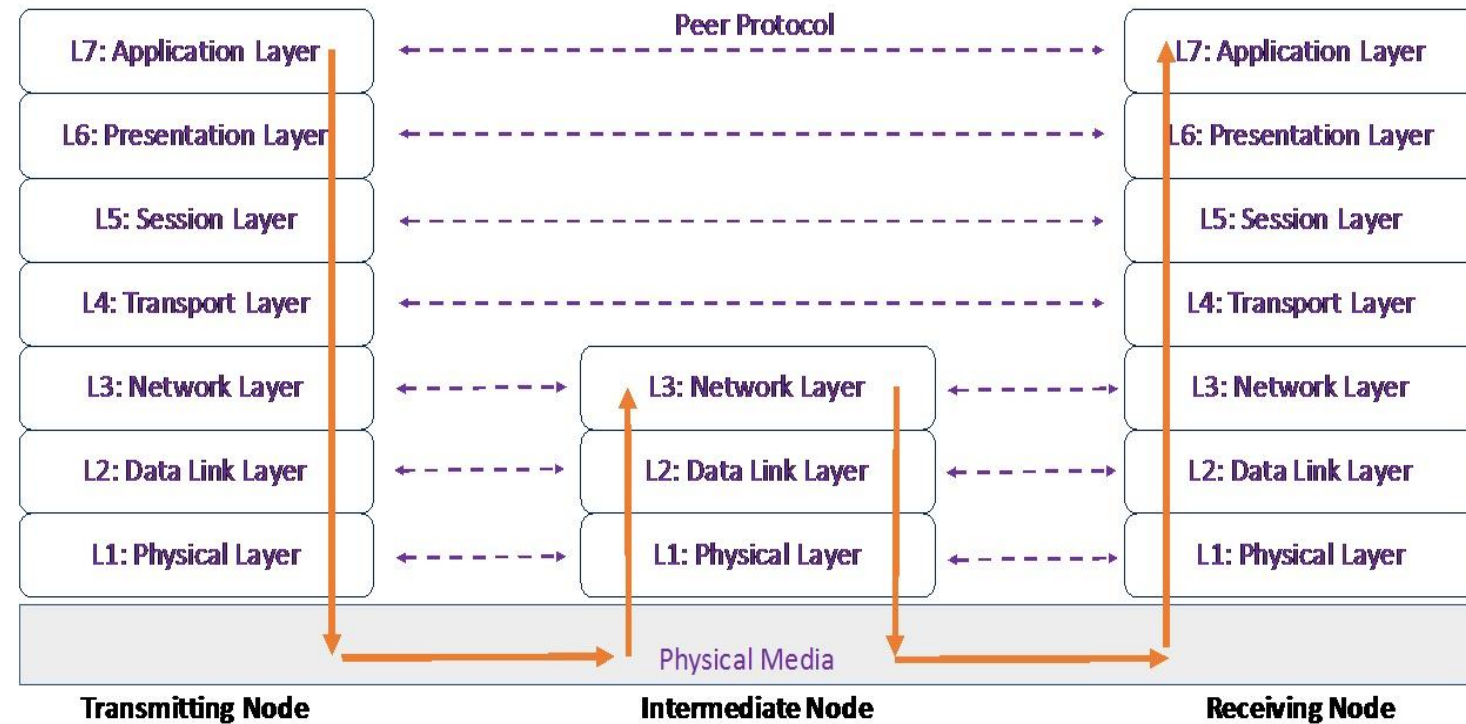 Peer Protocol
L7: Application Layer
L7: Application Layer
L6: Presentation Layer
L6: Presentation Layer
L5: Session Layer
L5: Session Layer
L4: Transport Layer
L4: Transport Layer
L3: Network Layer
L3: Network Layer
L3: Network Layer
L2: Data Link Layer
L2: Data Link Layer
L2: Data Link Layer
L1: Physical Layer
L1: Physical Layer
L1: Physical Layer
Physical Media
Transmitting Node
Intermediate Node
Receiving Node